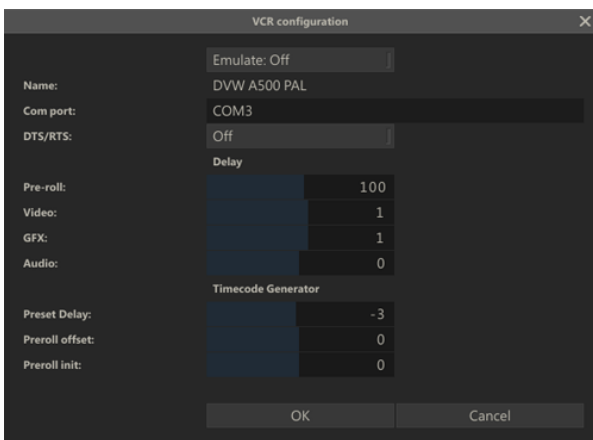 VCR configuration
Emulate: Off
Name: DVW A500 PAL
Com port: COM3
DTS/RTS: Off
Delay
Pre-roll: 100
Video: 1
GFX: 1
Audio: 0
Timecode Generator
Preset Delay: -3
Preroll offset: 0
Preroll init: 0
OK Cancel